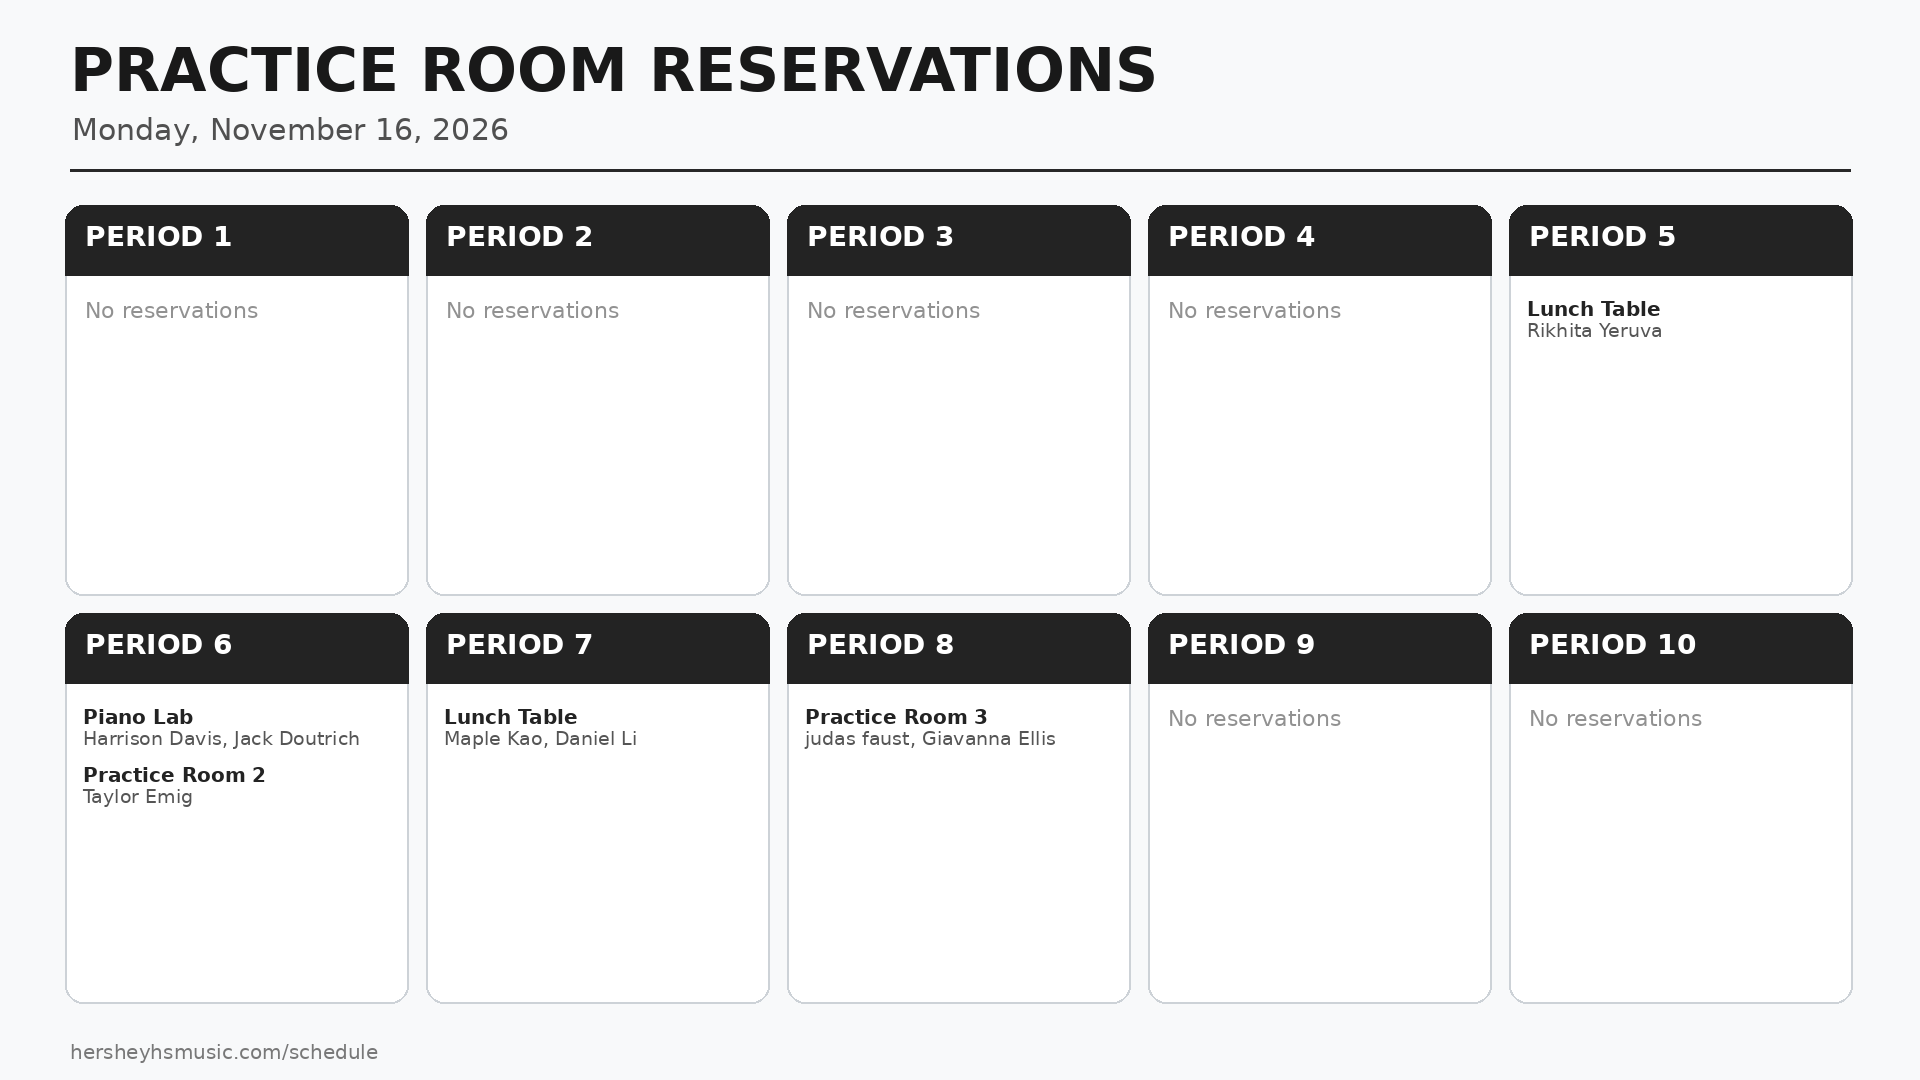 PRACTICE ROOM RESERVATIONS
Monday, November 16, 2026
PERIOD 1
No reservations
PERIOD 2
No reservations
PERIOD 3
No reservations
PERIOD 4
No reservations
PERIOD 5
Lunch Table
Rikhita Yeruva
PERIOD 6
Piano Lab
Harrison Davis, Jack Doutrich
Practice Room 2
Taylor Emig
PERIOD 7
Lunch Table
Maple Kao, Daniel Li
PERIOD 8
Practice Room 3
judas faust, Giavanna Ellis
PERIOD 9
No reservations
PERIOD 10
No reservations
hersheyhsmusic.com/schedule